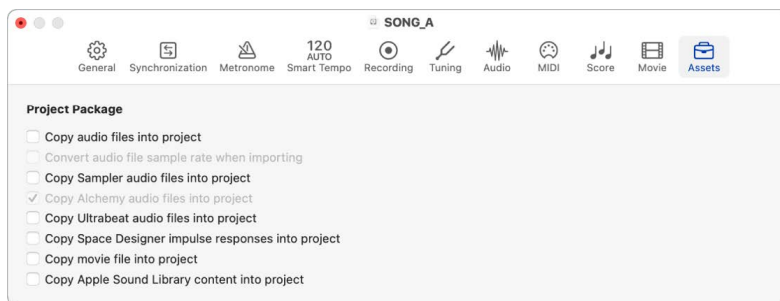 SONG_A
120
AUTO
General Synchronization Metronome Smart Tempo Recording Tuning Audio MIDI Score Movie Assets
Project Package
Copy audio files into project
Convert audio file sample rate when importing
Copy Sampler audio files into project
Copy Alchemy audio files into project
Copy Ultrabeat audio files into project
Copy Space Designer impulse responses into project
Copy movie file into project
Copy Apple Sound Library content into project